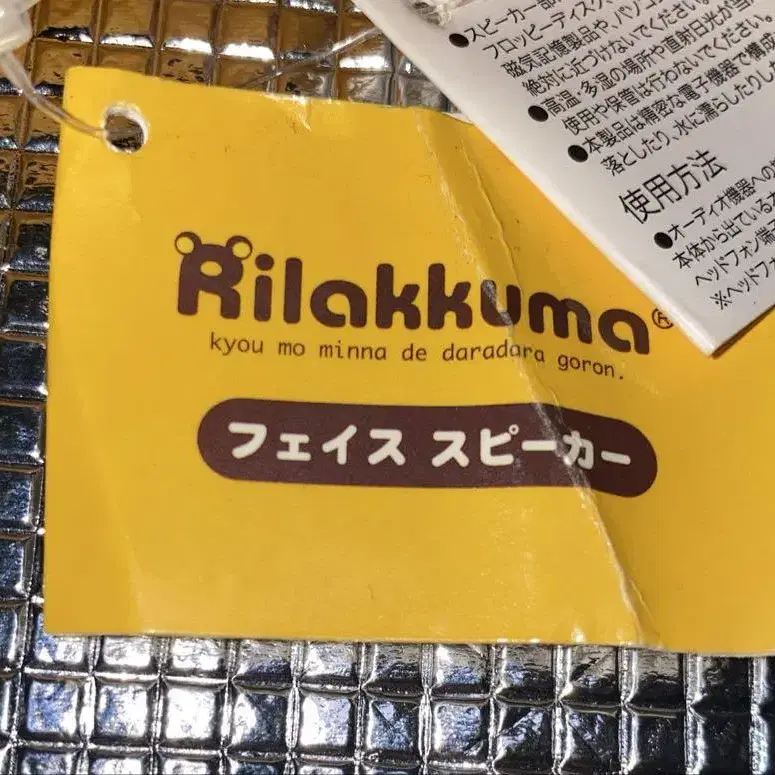 Rilakkuma®
kyou mo minna de daradara goron.
フェイス スピーカー
●スピーカー部
フロッピーディスク
磁気記憶製品や、パソコン
絶対に近づけないでください。
●高温・多湿の場所や直射日光が当
使用や保管は行わないでください。
●本製品は精密な電子機器で構成
落としたり、水に濡らしたりし
使用方法
●オーディオ機器への
本体から出ている
ヘッドフォン端
※ヘッドフォ